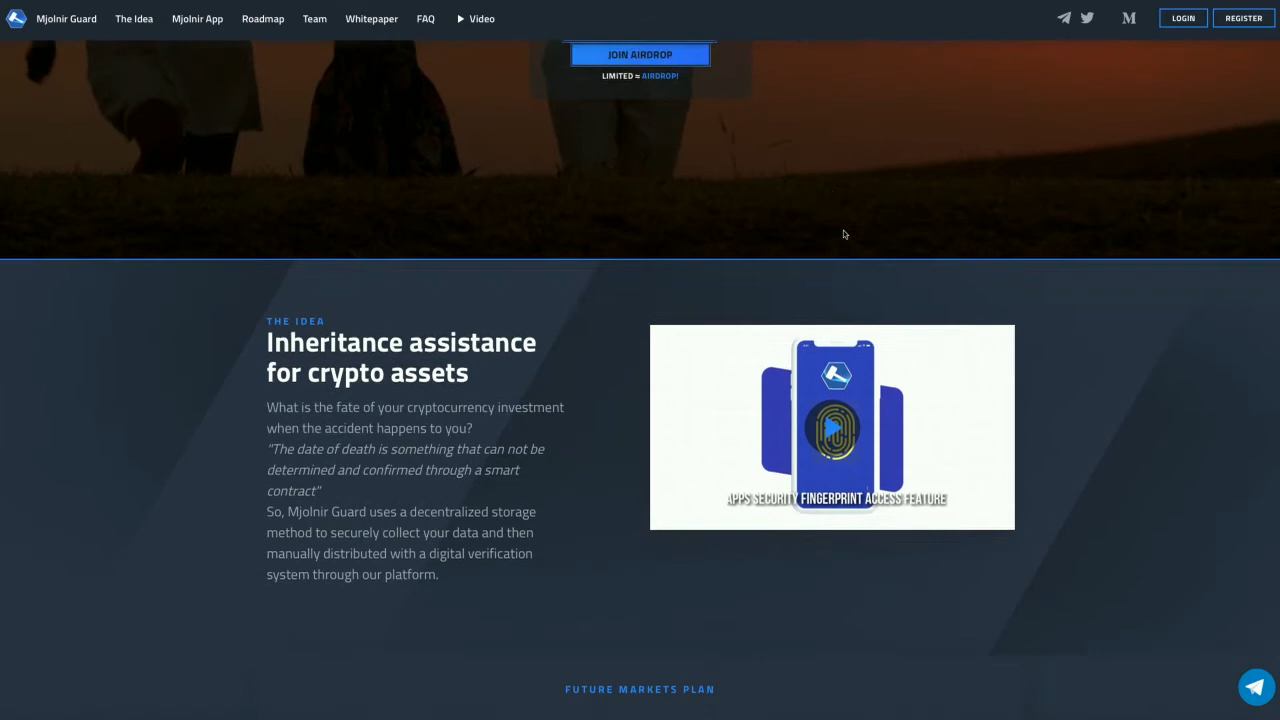 Mjolnir Guard The Idea Mjolnir App Roadmap Team Whitepaper FAQ Video LOGIN REGISTER
JOIN AIRDROP
LIMITED ≈ AIRDROP!
THE IDEA
Inheritance assistance
for crypto assets
What is the fate of your cryptocurrency investment
when the accident happens to you?
"The date of death is something that can not be
determined and confirmed through a smart
contract"
So, Mjolnir Guard uses a decentralized storage
method to securely collect your data and then
manually distributed with a digital verification
system through our platform.
APPS SECURITY FINGERPRINT ACCESS FEATURE
FUTURE MARKETS PLAN